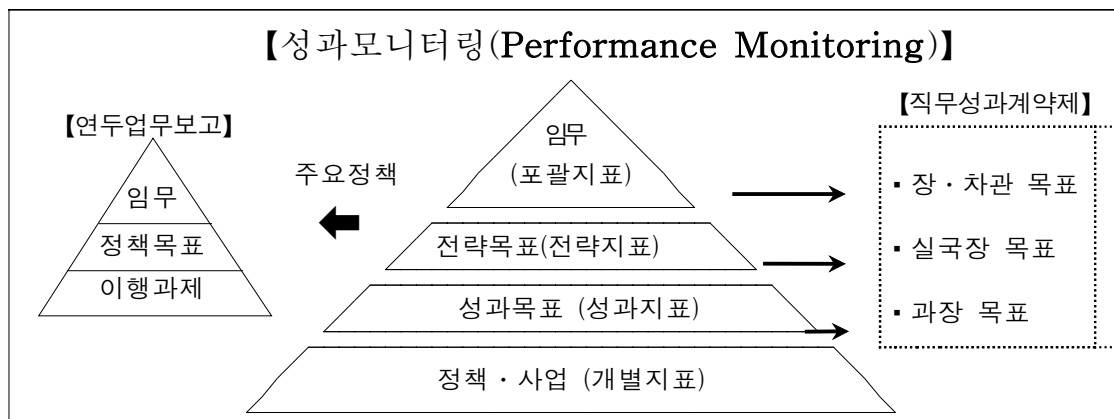 【성과모니터링(Performance Monitoring)】
【연두업무보고】
임무
정책목표
이행과제
주요정책
임무
(포괄지표)
전략목표(전략지표)
성과목표 (성과지표)
정책・사업 (개별지표)
【직무성과계약제】
▪ 장・차관 목표
▪ 실국장 목표
▪ 과장 목표